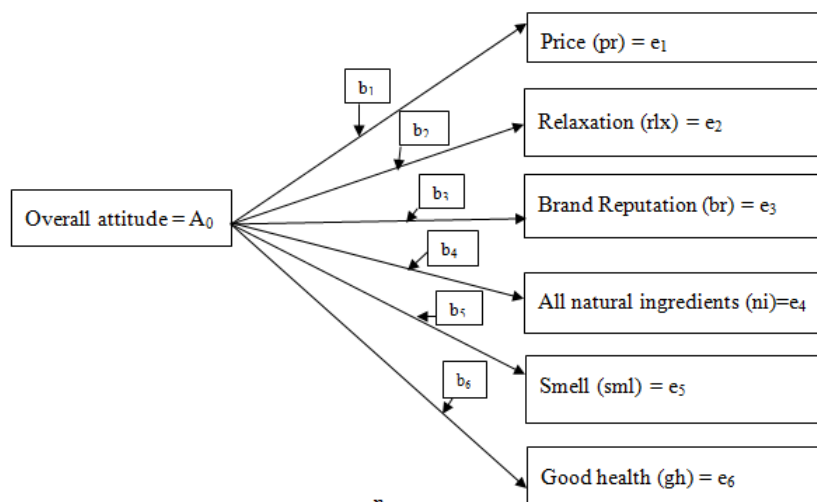 Price (pr) = e₁
b₁
Relaxation (rlx) = e₂
b₂
b₃
Brand Reputation (br) = e₃
Overall attitude = A₀
b₄
All natural ingredients (ni)=e₄
b₅
Smell (sml) = e₅
b₆
Good health (gh) = e₆
n